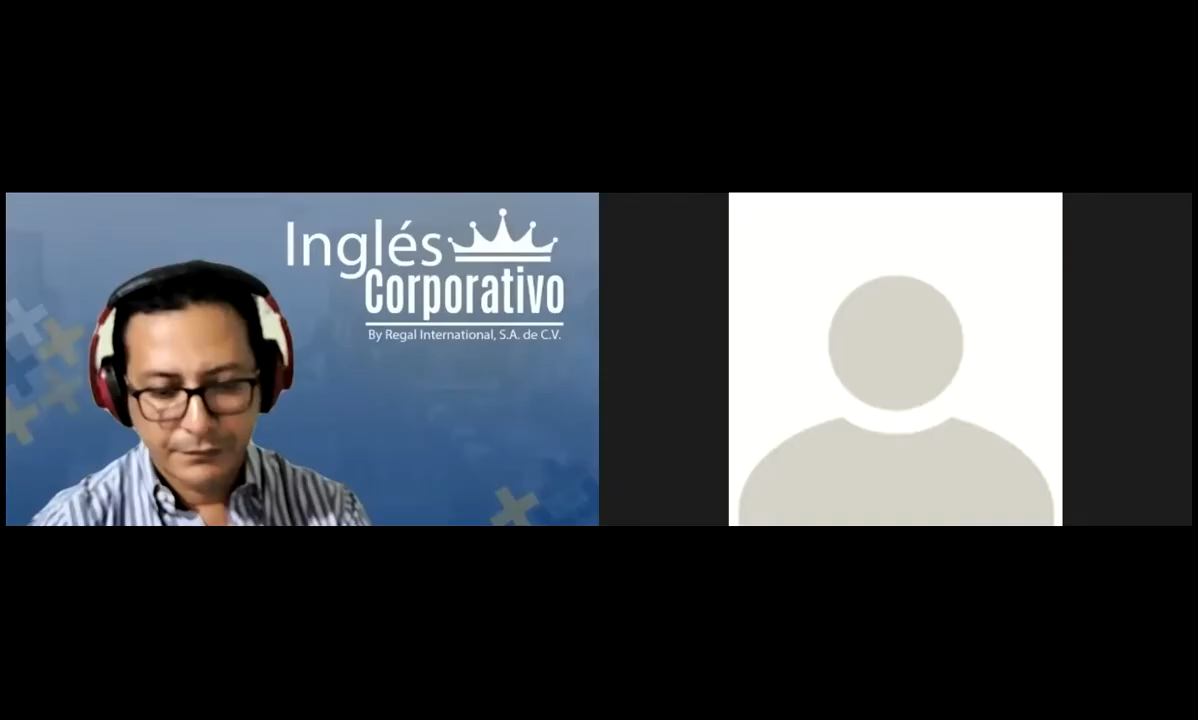 Inglés
Corporativo
By Regal International, S.A. de C.V.